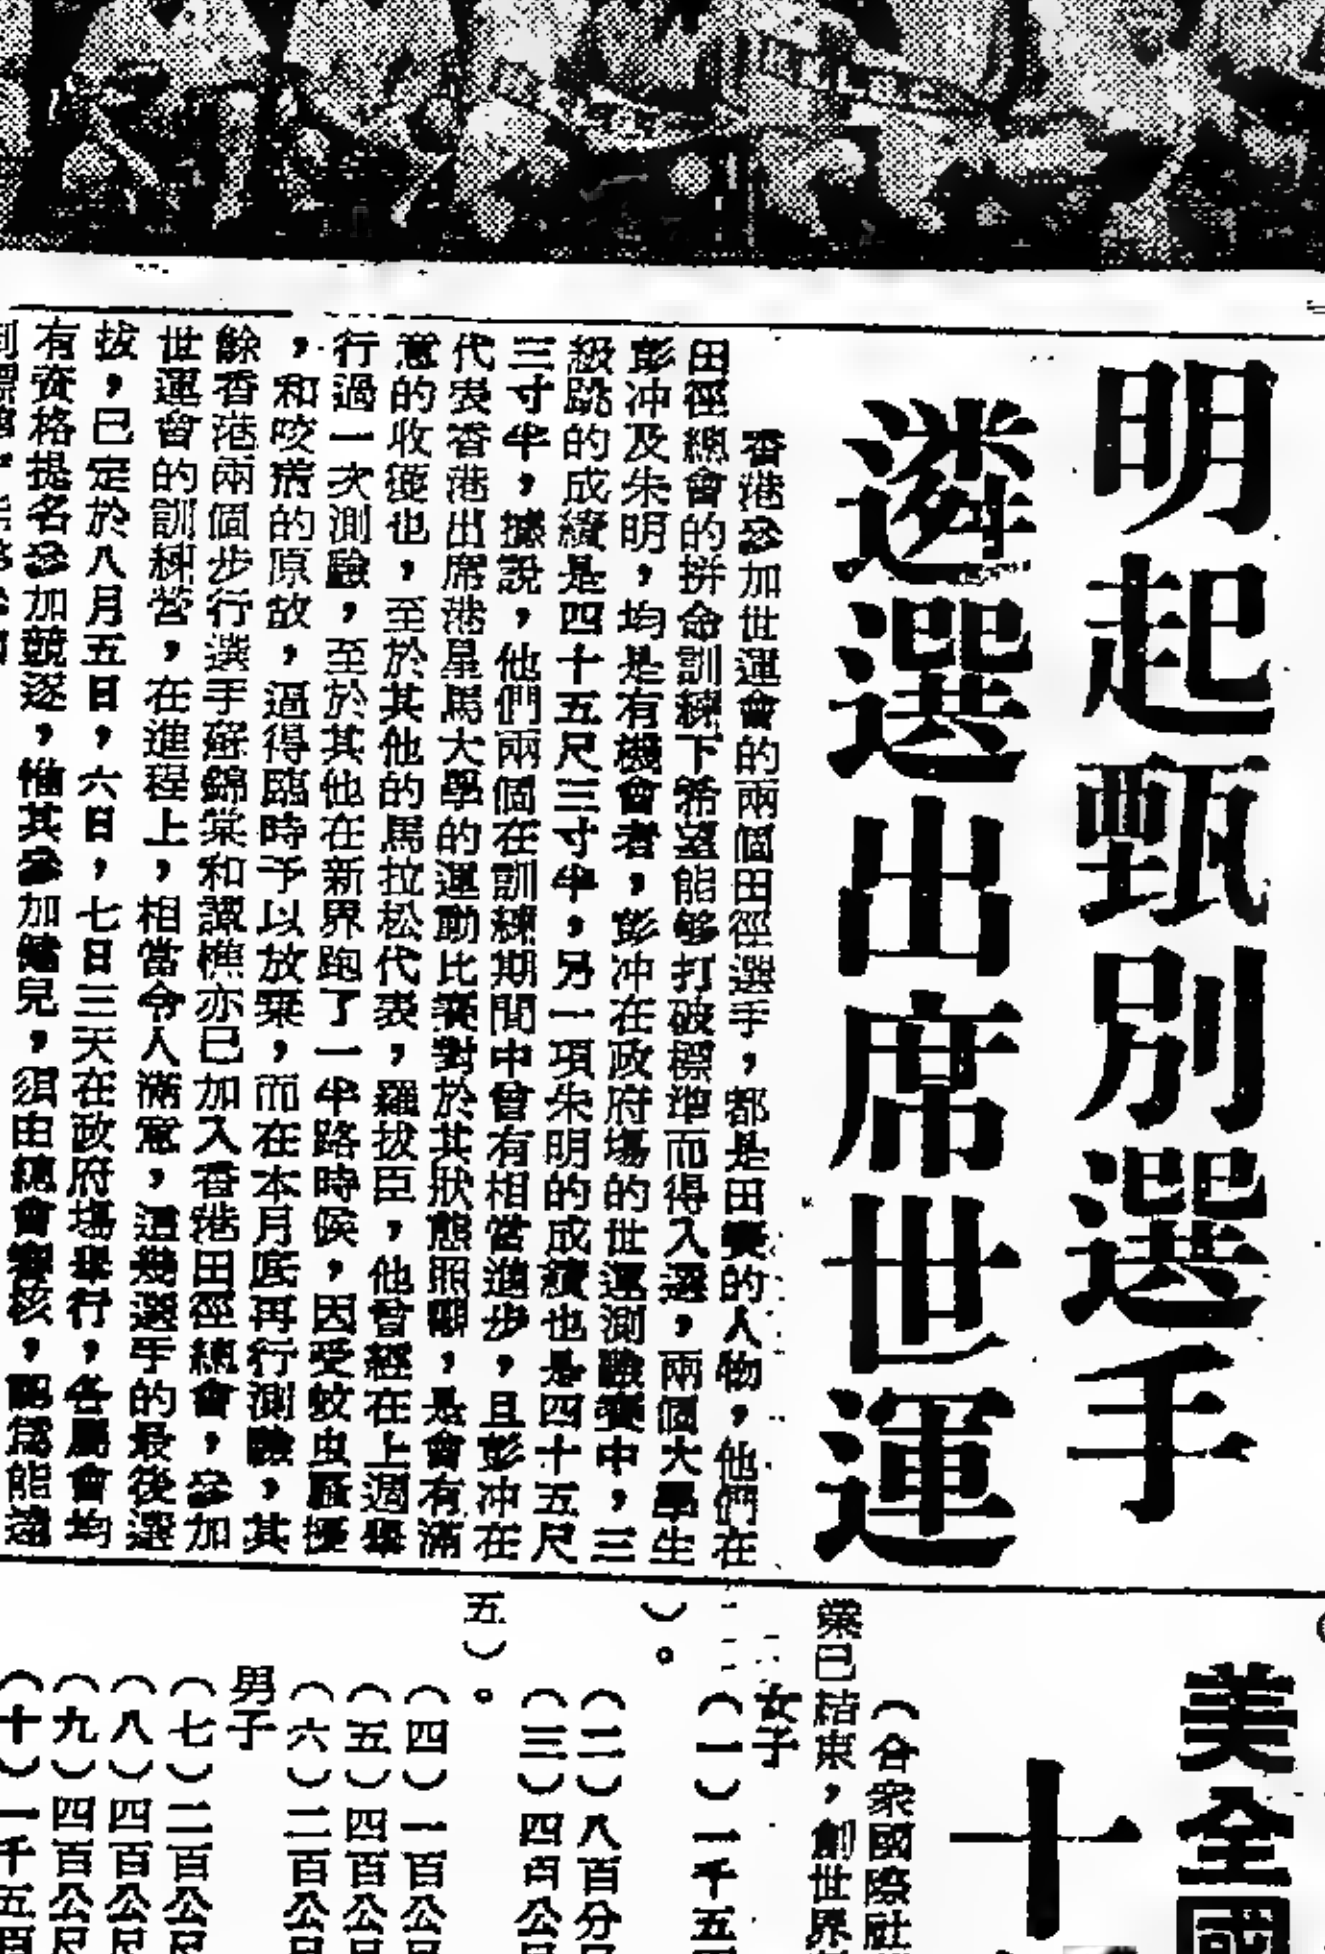 明起甄別選手
遴選出席世運
香港參加世運會的兩個田徑選手，都是田賽的人物，他們在
田徑總會的拼命訓練下希望能够打破標準而得入選，兩個大學生
彭冲及朱明，均是有機會者，彭冲在政府場的世運測驗賽中，三
級跳的成績是四十五尺三寸半，另一項朱明的成績也是四十五尺
三寸半，據說，他們兩個在訓練期間中曾有相當進步，且彭冲在
代表香港出席港星馬大學的運動比賽對於其狀態照顧，是會有滿
意的收獲也，至於其他的馬拉松代表，羅拔臣，他曾經在上週舉
行過一次測驗，至於其他在新界跑了一半路時候，因受蚊虫騷擾
，和咬痛的原故，逼得臨時予以放棄，而在本月底再行測驗，其
餘香港兩個步行選手蘇錦棠和譚樵亦已加入香港田徑總會，參加
世運會的訓練營，在進程上，相當令人滿意，這幾選手的最後選
拔，已定於八月五日，六日，七日三天在政府場舉行，各屬會均
有資格提名參加競逐，惟其參加健兒，須由總會審核，認爲能達
美全國
十
（合衆國際社
業已結束，創世界
女子
（一）一千五
）。
（二）八百分
（三）四百公
五）。
（四）一百公
（五）四百公
（六）二百公
男子
（七）二百公
（八）四百公
（九）四百公
（十）一千五百